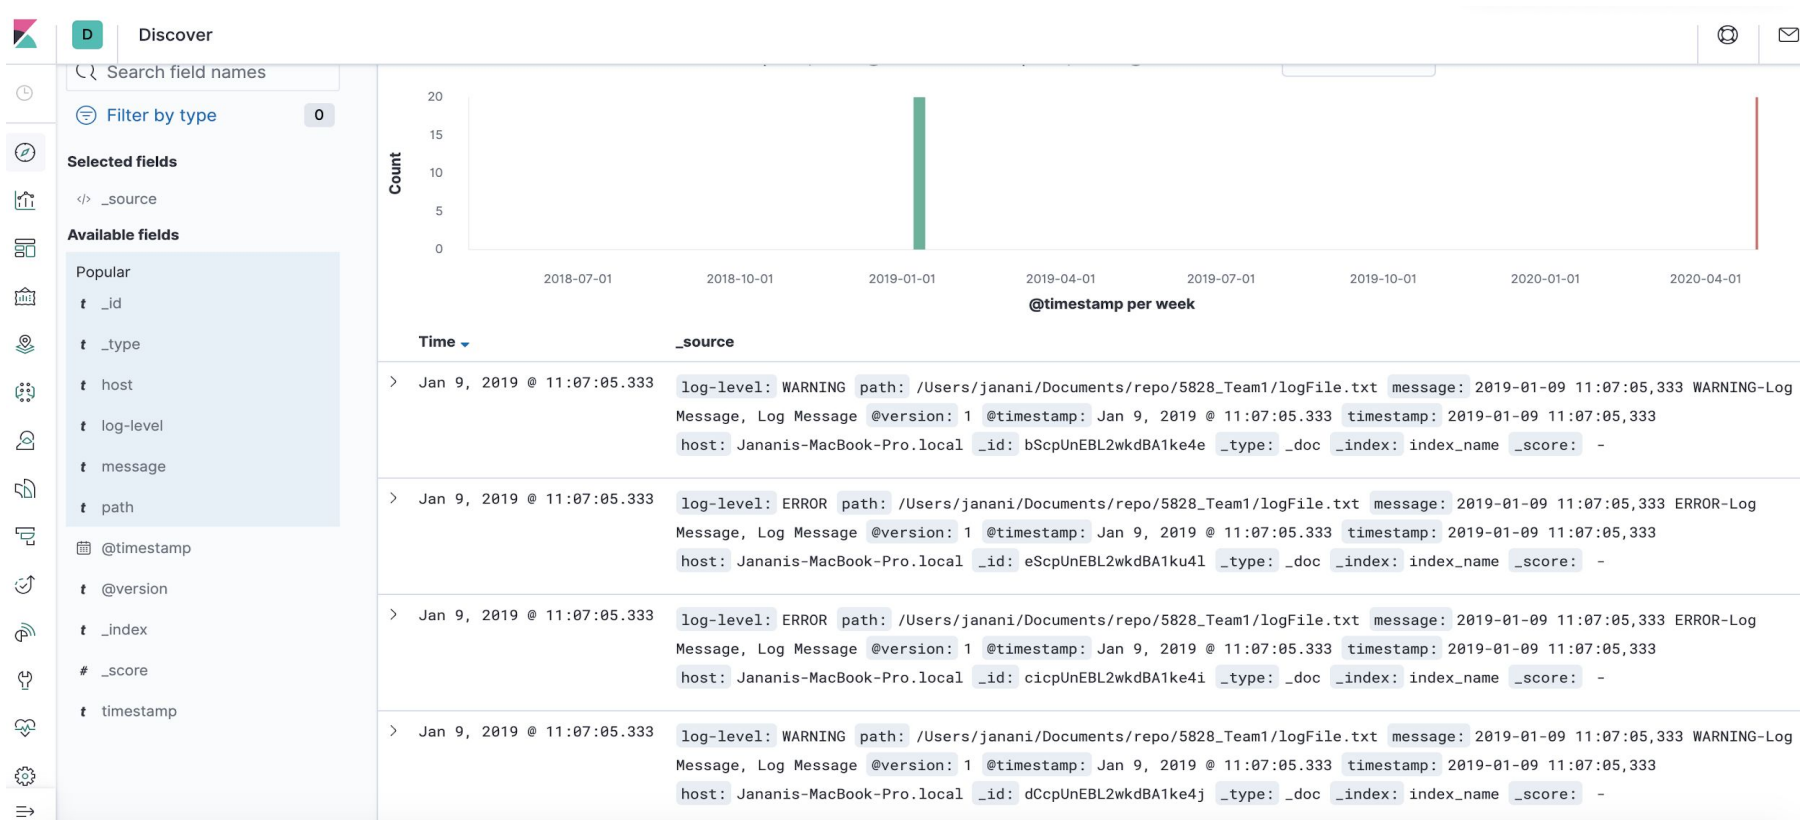 D Discover
Search field names
Filter by type 0
Selected fields
</> _source
Available fields
Popular
t _id
t _type
t host
t log-level
t message
t path
@timestamp
t @version
t _index
# _score
t timestamp
20
15
10
5
0
Count
2018-07-01 2018-10-01 2019-01-01 2019-04-01 2019-07-01 2019-10-01 2020-01-01 2020-04-01
@timestamp per week
Time _source
Jan 9, 2019 @ 11:07:05.333 log-level: WARNING path: /Users/janani/Documents/repo/5828_Team1/logFile.txt message: 2019-01-09 11:07:05,333 WARNING-Log
Message, Log Message @version: 1 @timestamp: Jan 9, 2019 @ 11:07:05.333 timestamp: 2019-01-09 11:07:05,333
host: Jananis-MacBook-Pro.local _id: bScpUnEBL2wkdBA1ke4e _type: _doc _index: index_name _score: -
Jan 9, 2019 @ 11:07:05.333 log-level: ERROR path: /Users/janani/Documents/repo/5828_Team1/logFile.txt message: 2019-01-09 11:07:05,333 ERROR-Log
Message, Log Message @version: 1 @timestamp: Jan 9, 2019 @ 11:07:05.333 timestamp: 2019-01-09 11:07:05,333
host: Jananis-MacBook-Pro.local _id: eScpUnEBL2wkdBA1ku4l _type: _doc _index: index_name _score: -
Jan 9, 2019 @ 11:07:05.333 log-level: ERROR path: /Users/janani/Documents/repo/5828_Team1/logFile.txt message: 2019-01-09 11:07:05,333 ERROR-Log
Message, Log Message @version: 1 @timestamp: Jan 9, 2019 @ 11:07:05.333 timestamp: 2019-01-09 11:07:05,333
host: Jananis-MacBook-Pro.local _id: cicpUnEBL2wkdBA1ke4i _type: _doc _index: index_name _score: -
Jan 9, 2019 @ 11:07:05.333 log-level: WARNING path: /Users/janani/Documents/repo/5828_Team1/logFile.txt message: 2019-01-09 11:07:05,333 WARNING-Log
Message, Log Message @version: 1 @timestamp: Jan 9, 2019 @ 11:07:05.333 timestamp: 2019-01-09 11:07:05,333
host: Jananis-MacBook-Pro.local _id: dCcpUnEBL2wkdBA1ke4j _type: _doc _index: index_name _score: -